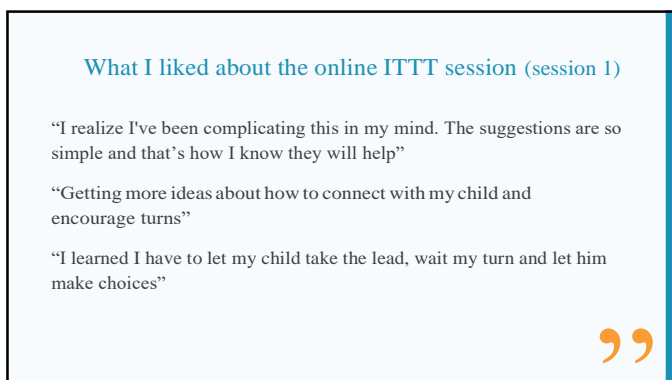 What I liked about the online ITTT session (session 1)
“I realize I've been complicating this in my mind. The suggestions are so
simple and that’s how I know they will help”
“Getting more ideas about how to connect with my child and
encourage turns”
“I learned I have to let my child take the lead, wait my turn and let him
make choices”
”